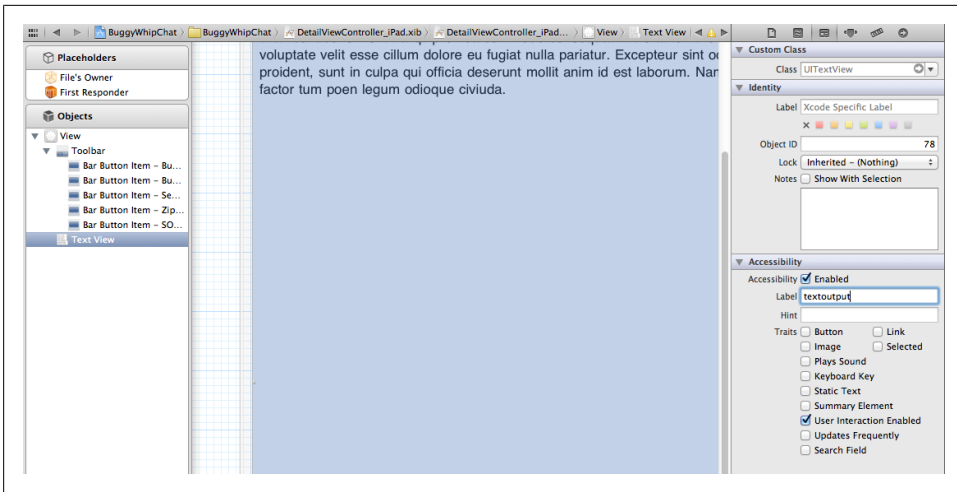 BuggyWhipChat
BuggyWhipChat
DetailViewController_iPad.xib
DetailViewController_iPad...
View
Text View
Placeholders
File's Owner
First Responder
Objects
View
Toolbar
Bar Button Item – Bu...
Bar Button Item – Bu...
Bar Button Item – Se...
Bar Button Item – Zip...
Bar Button Item – SO...
Text View
voluptate velit esse cillum dolore eu fugiat nulla pariatur. Excepteur sint
proident, sunt in culpa qui officia deserunt mollit anim id est laborum.
factor tum poen legum odioque civiuda.
Custom Class
Class UITextView
Identity
Label Xcode Specific Label
Object ID 78
Lock Inherited – (Nothing)
Notes Show With Selection
Accessibility
Accessibility Enabled
Label textoutput
Hint
Traits Button Link
Image Selected
Plays Sound
Keyboard Key
Static Text
Summary Element
User Interaction Enabled
Updates Frequently
Search Field